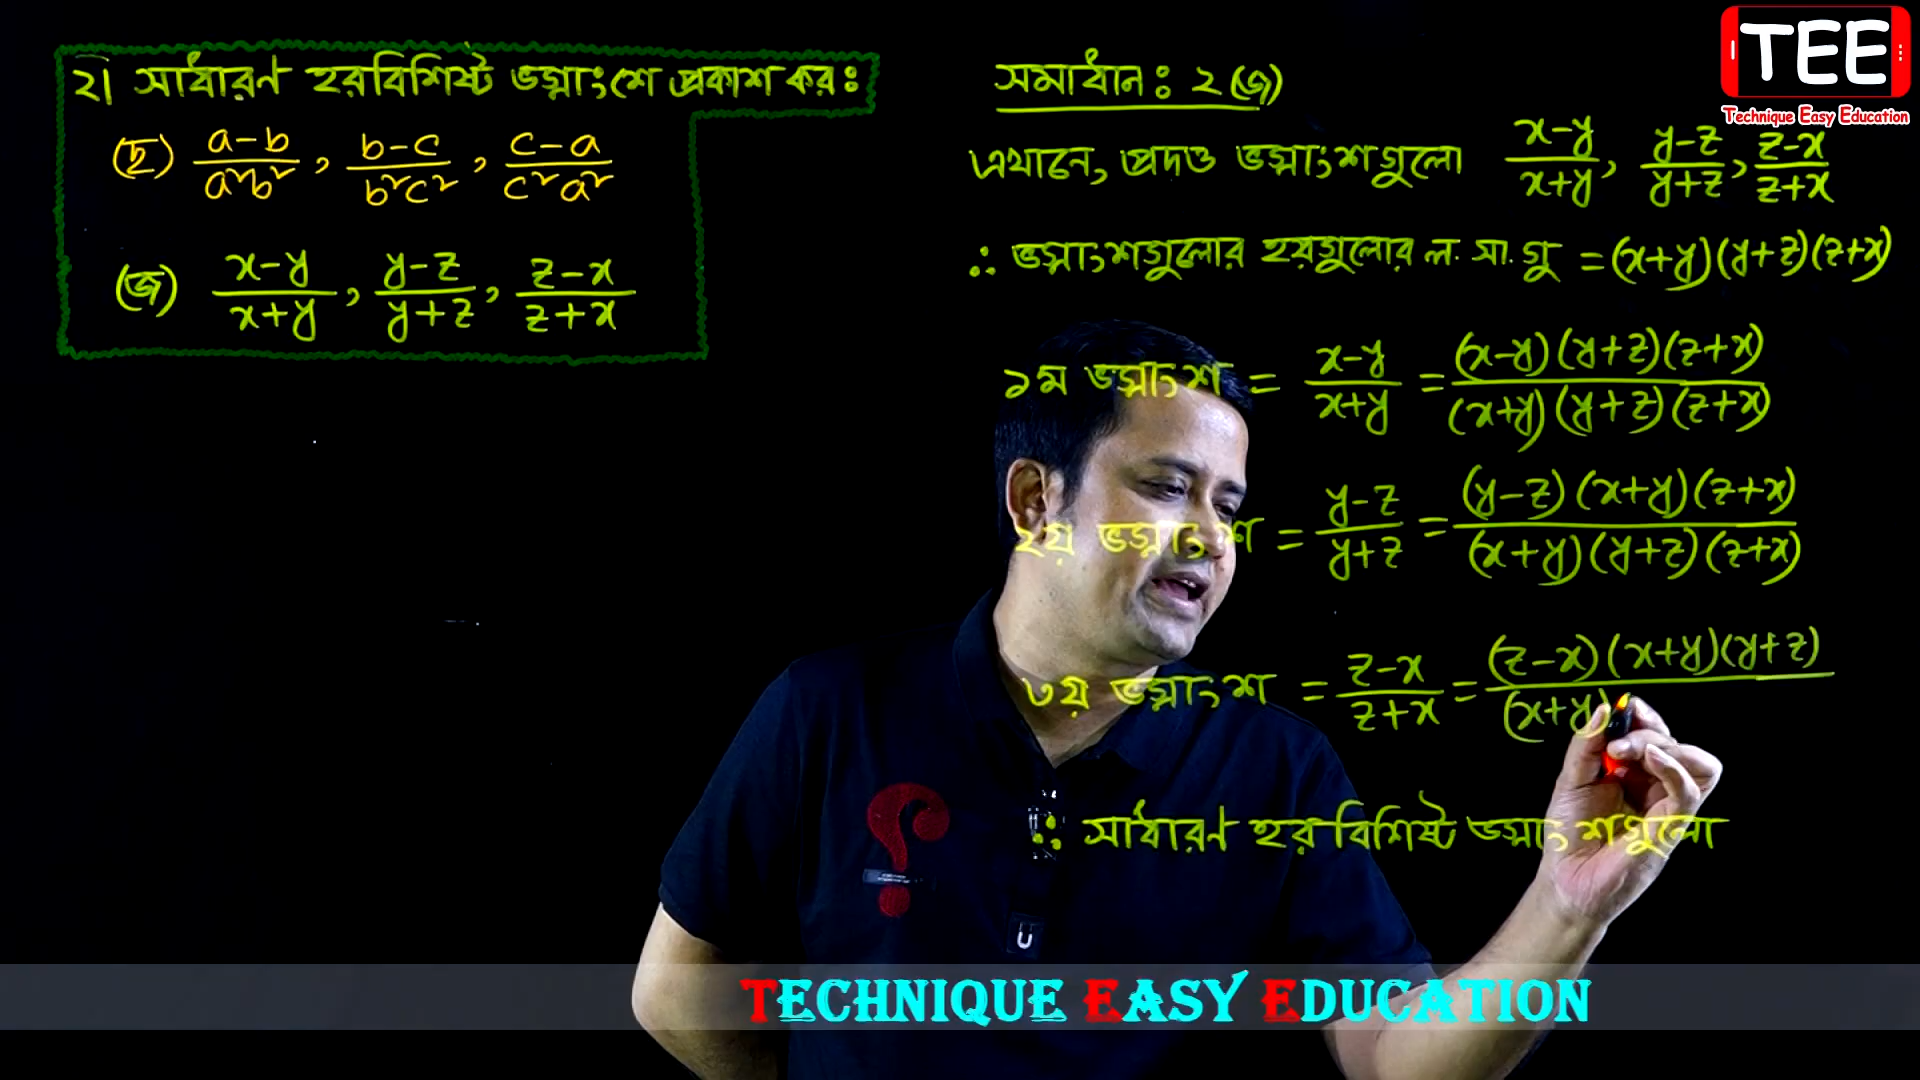 ২। সাধারণ হরবিশিষ্ট ভগ্নাংশে প্রকাশ কর:
(ছ) a-b/a²b², b-c/b²c², c-a/c²a²
(জ) x-y/x+y, y-z/y+z, z-x/z+x
সমাধান: ২(জ)
এখানে, প্রদত্ত ভগ্নাংশগুলো x-y/x+y, y-z/y+z, z-x/z+x
∴ ভগ্নাংশগুলোর হরগুলোর ল. সা. গু = (x+y)(y+z)(z+x)
১ম ভগ্নাংশ = x-y/x+y = (x-y)(y+z)(z+x)/(x+y)(y+z)(z+x)
২য় ভগ্নাংশ = y-z/y+z = (y-z)(x+y)(z+x)/(x+y)(y+z)(z+x)
৩য় ভগ্নাংশ = z-x/z+x = (z-x)(x+y)(y+z)/(x+y)
∴ সাধারণ হরবিশিষ্ট ভগ্নাংশগুলো
TEE
Technique Easy Education
U
TECHNIQUE EASY EDUCATION